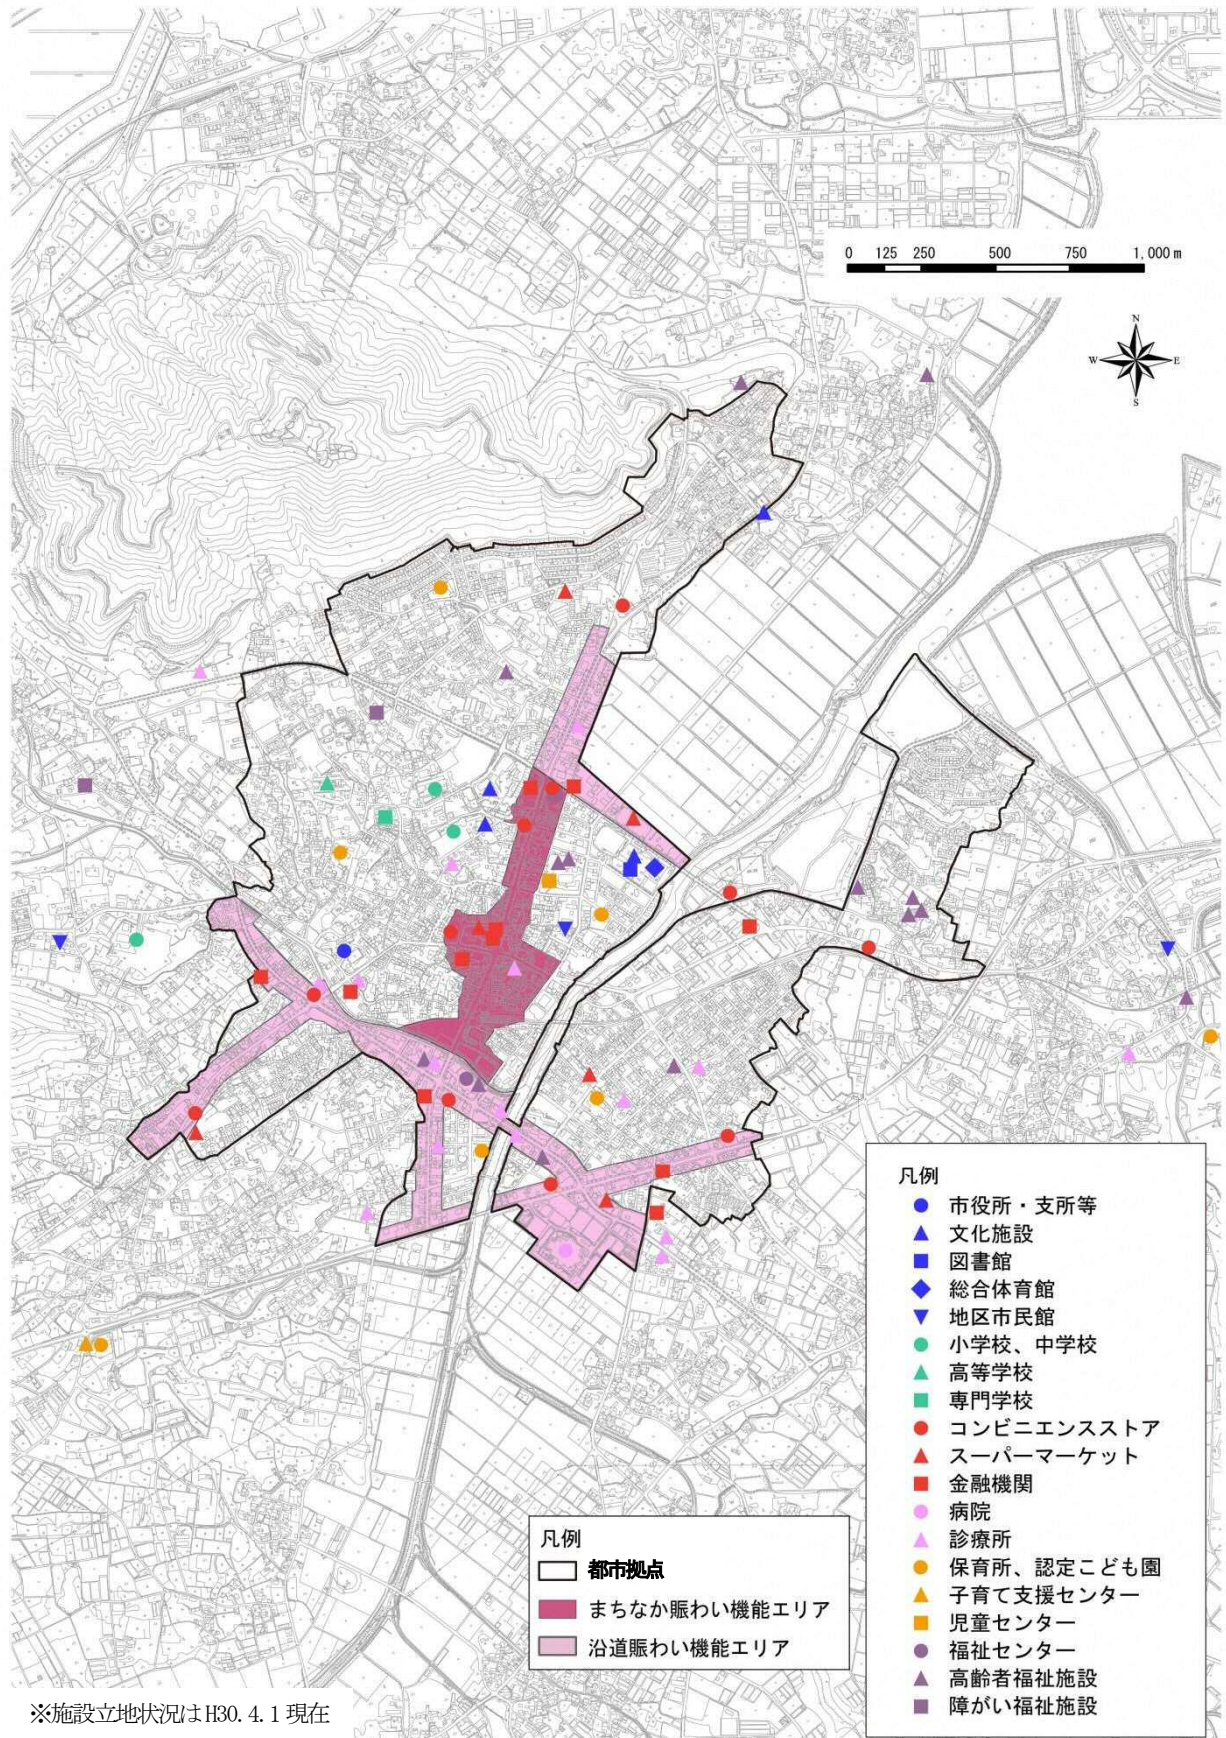 0 125 250 500 750 1,000 m
N
W E
S
凡例
市役所・支所等
文化施設
図書館
総合体育館
地区市民館
小学校、中学校
高等学校
専門学校
コンビニエンスストア
スーパーマーケット
金融機関
病院
診療所
保育所、認定こども園
子育て支援センター
児童センター
福祉センター
高齢者福祉施設
障がい福祉施設
凡例
都市拠点
まちなか賑わい機能エリア
沿道賑わい機能エリア
※施設立地状況はH30.4.1現在